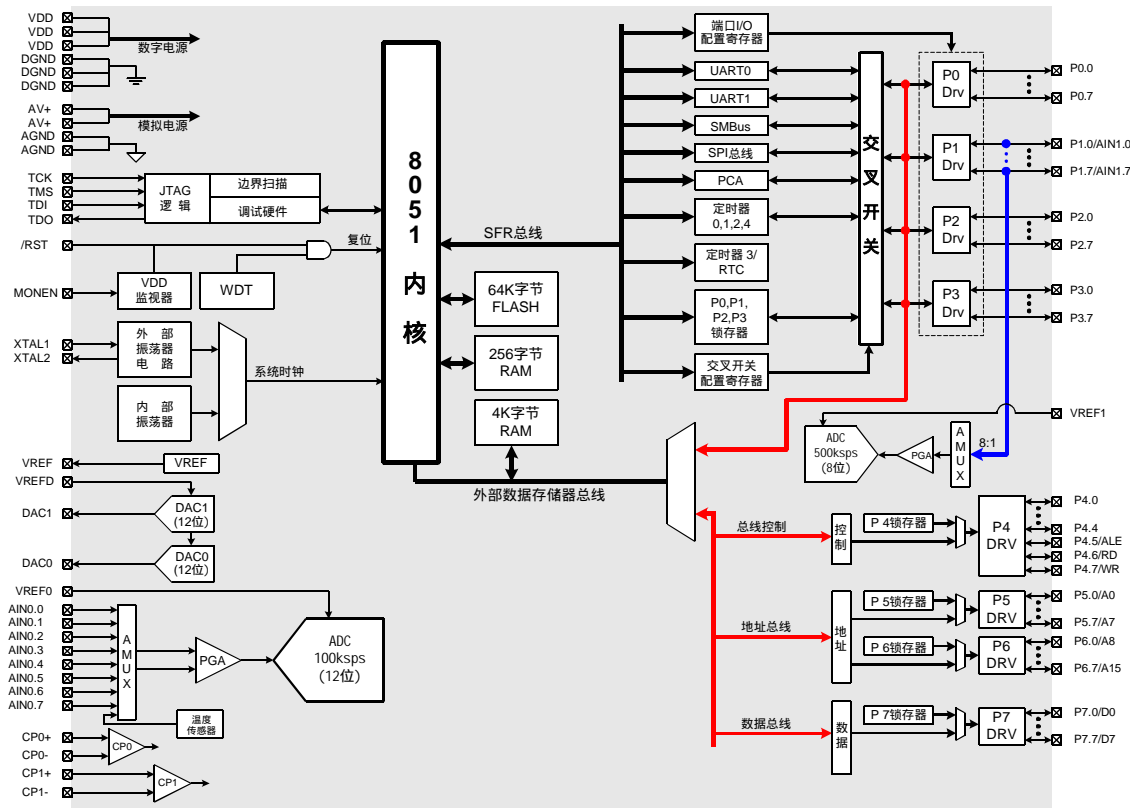 VDD
VDD
VDD
数字电源
DGND
DGND
DGND
AV+
AV+
模拟电源
AGND
AGND
TCK
TMS
TDI
TDO
JTAG
逻 辑
边界扫描
调试硬件
/RST
复位
MONEN
VDD
监视器
WDT
XTAL1
XTAL2
外 部
振荡器
电 路
内 部
振荡器
系统时钟
VREF
VREF
VREFD
DAC1
DAC1
(12位)
DAC0
DAC0
(12位)
VREF0
AIN0.0
AIN0.1
AIN0.2
AIN0.3
AIN0.4
AIN0.5
AIN0.6
AIN0.7
A
M
U
X
PGA
ADC
100ksps
(12位)
温度
传感器
CP0+
CP0-
CP0
CP1+
CP1-
CP1
8
0
5
1
内
核
SFR总线
64K字节
FLASH
256字节
RAM
4K字节
RAM
外部数据存储器总线
端口I/O
配置寄存器
UART0
UART1
SMBus
SPI总线
PCA
定时器
0,1,2,4
定时器 3/
RTC
P0,P1,
P2,P3
锁存器
交叉开关
配置寄存器
交
叉
开
关
P0
Drv
P1
Drv
P2
Drv
P3
Drv
P0.0
P0.7
P1.0/AIN1.0
P1.7/AIN1.7
P2.0
P2.7
P3.0
P3.7
VREF1
ADC
500ksps
(8位)
PGA
A
M
U
X
8:1
总线控制
控
制
P 4锁存器
P4
DRV
P4.0
P4.4
P4.5/ALE
P4.6/RD
P4.7/WR
地址总线
地
址
P 5锁存器
P5
DRV
P5.0/A0
P5.7/A7
P 6锁存器
P6
DRV
P6.0/A8
P6.7/A15
数据总线
数
据
P 7锁存器
P7
DRV
P7.0/D0
P7.7/D7